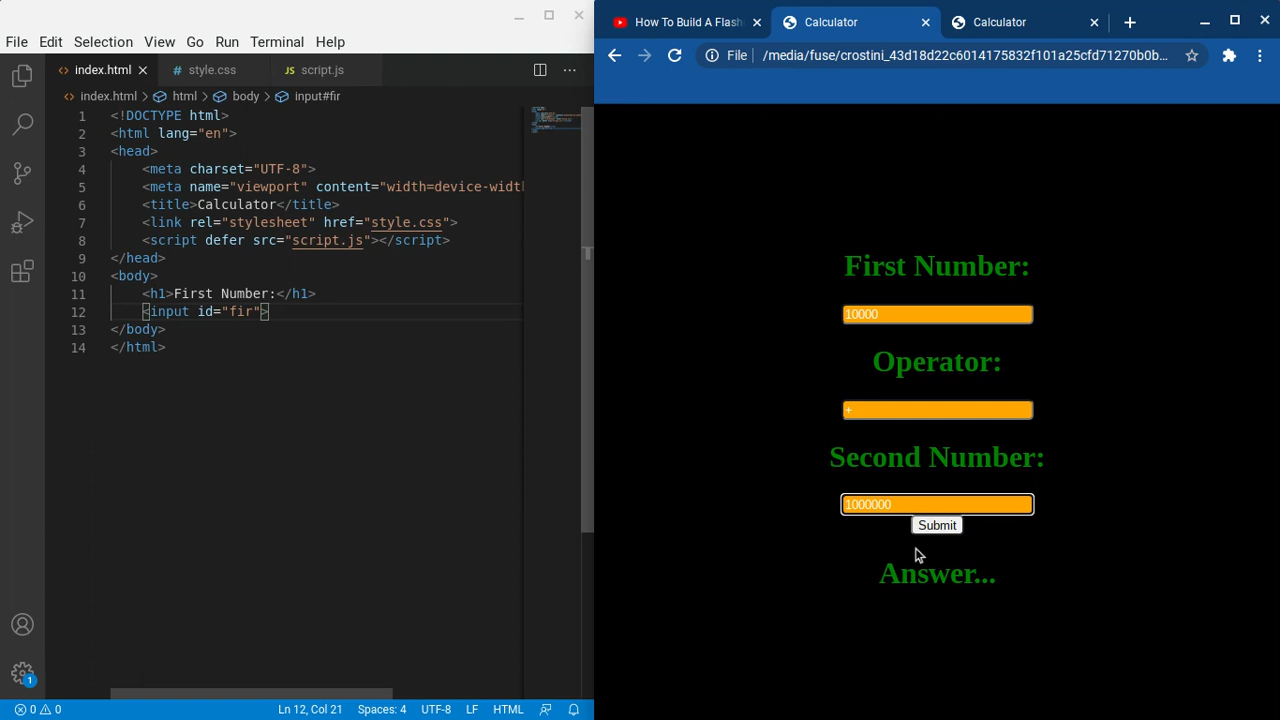 File Edit Selection View Go Run Terminal Help
index.html style.css JS script.js
index.html html body input#fir
1 <!DOCTYPE html>
2 <html lang="en">
3 <head>
4 <meta charset="UTF-8">
5 <meta name="viewport" content="width=device-width
6 <title>Calculator</title>
7 <link rel="stylesheet" href="style.css">
8 <script defer src="script.js"></script>
9 </head>
10 <body>
11 <h1>First Number:</h1>
12 <input id="fir">
13 </body>
14 </html>
1
0 0 Ln 12, Col 21 Spaces: 4 UTF-8 LF HTML
How To Build A Flash Calculator Calculator
File /media/fuse/crostini_43d18d22c6014175832f101a25cfd71270b0b...
First Number:
10000
Operator:
+
Second Number:
1000000
Submit
Answer...